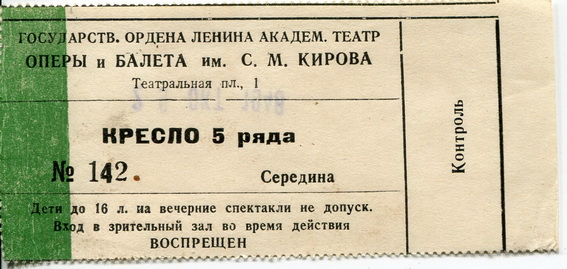 ГОСУДАРСТВ. ОРДЕНА ЛЕНИНА АКАДЕМ. ТЕАТР
ОПЕРЫ и БАЛЕТА им. С. М. КИРОВА
Театральная пл., 1
КРЕСЛО 5 ряда
№ 142.
Середина
Дети до 16 л. на вечерние спектакли не допуск.
Вход в зрительный зал во время действия
ВОСПРЕЩЕН
Контроль